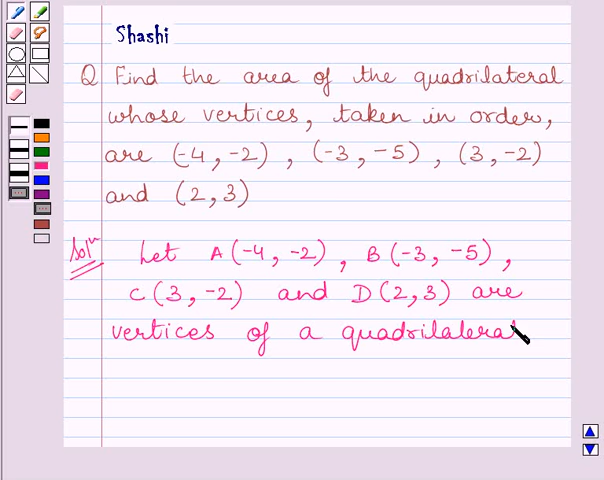 Shashi
Q Find the area of the quadrilateral
whose vertices, taken in order,
are (-4, -2), (-3, -5), (3, -2)
and (2, 3)
Solⁿ Let A(-4, -2), B(-3, -5),
C(3, -2) and D(2, 3) are
vertices of a quadrilateral